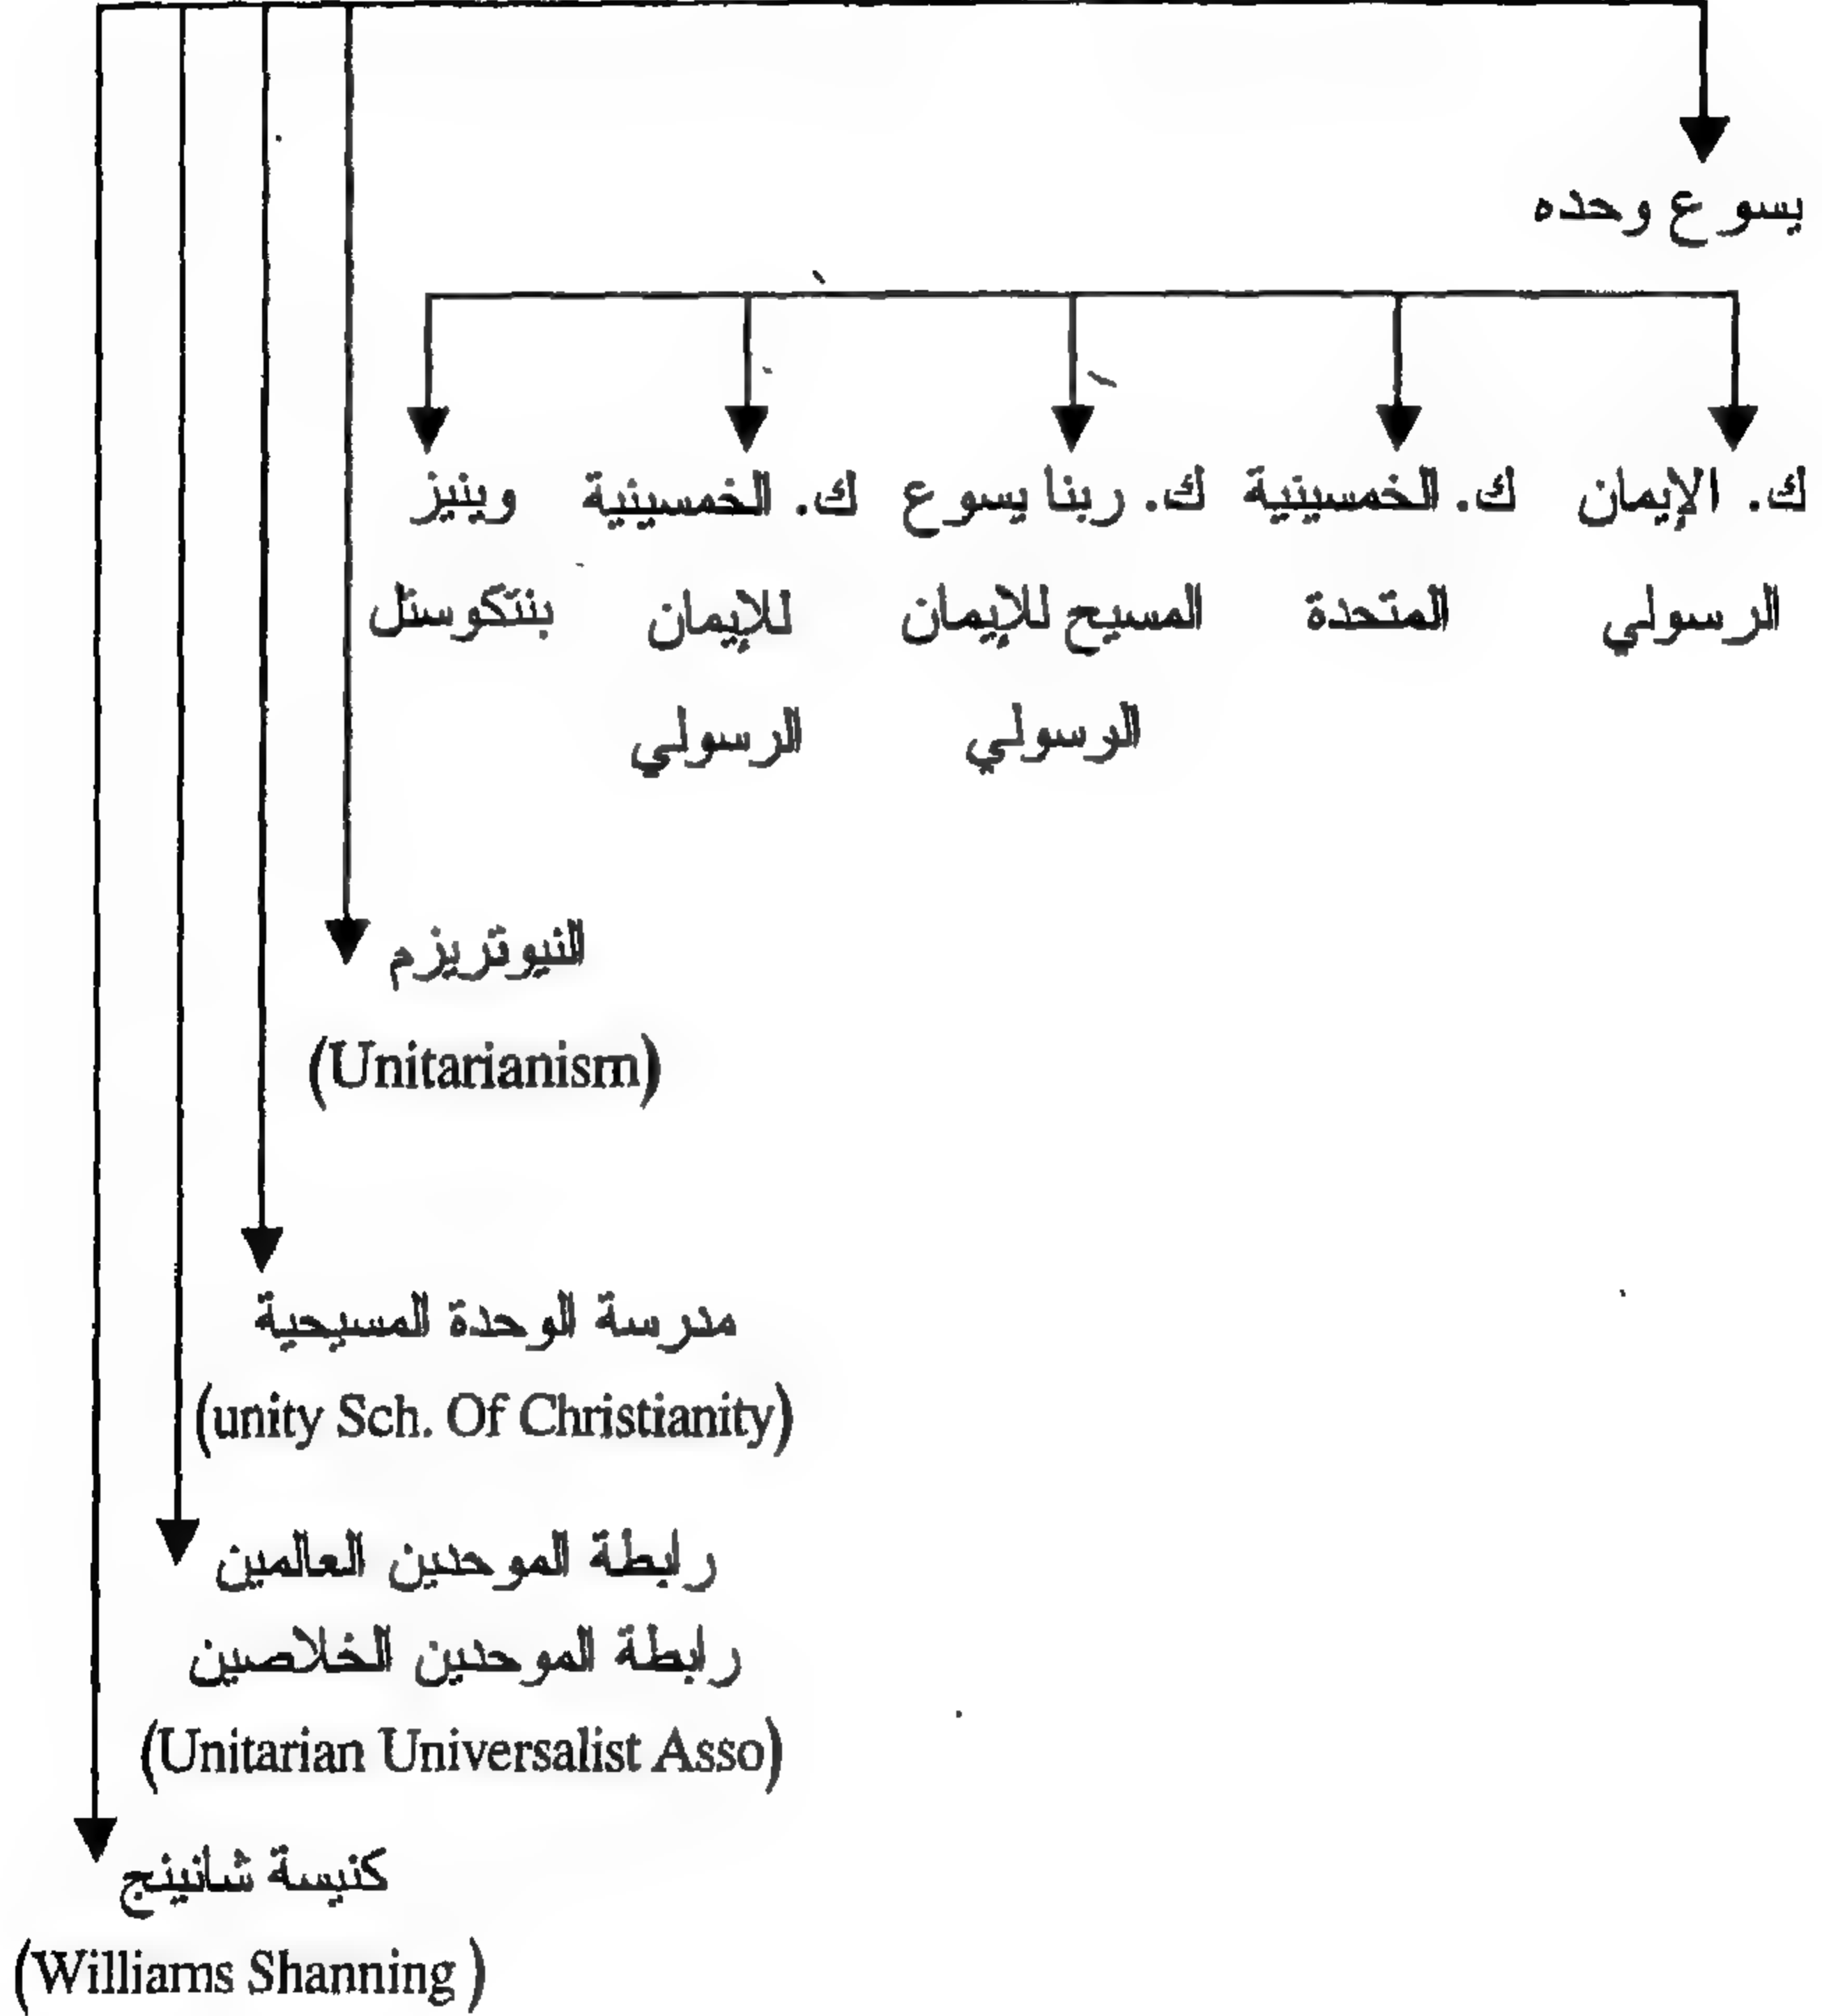 يسوع وحده
ك. الإيمان ك. الخمسينية ك. ربنا يسوع ك. الخمسينية وينيز
الرسولي المتحدة المسيح للإيمان للإيمان بنتكوستل
الرسولي الرسولي
النيوتريزم
(Unitarianism)
مدرسة الوحدة المسيحية
(unity Sch. Of Christianity)
رابطة الموحدين العالمين
رابطة الموحدين الخلاصين
(Unitarian Universalist Asso)
كنيسة شانينج
(Williams Shanning )